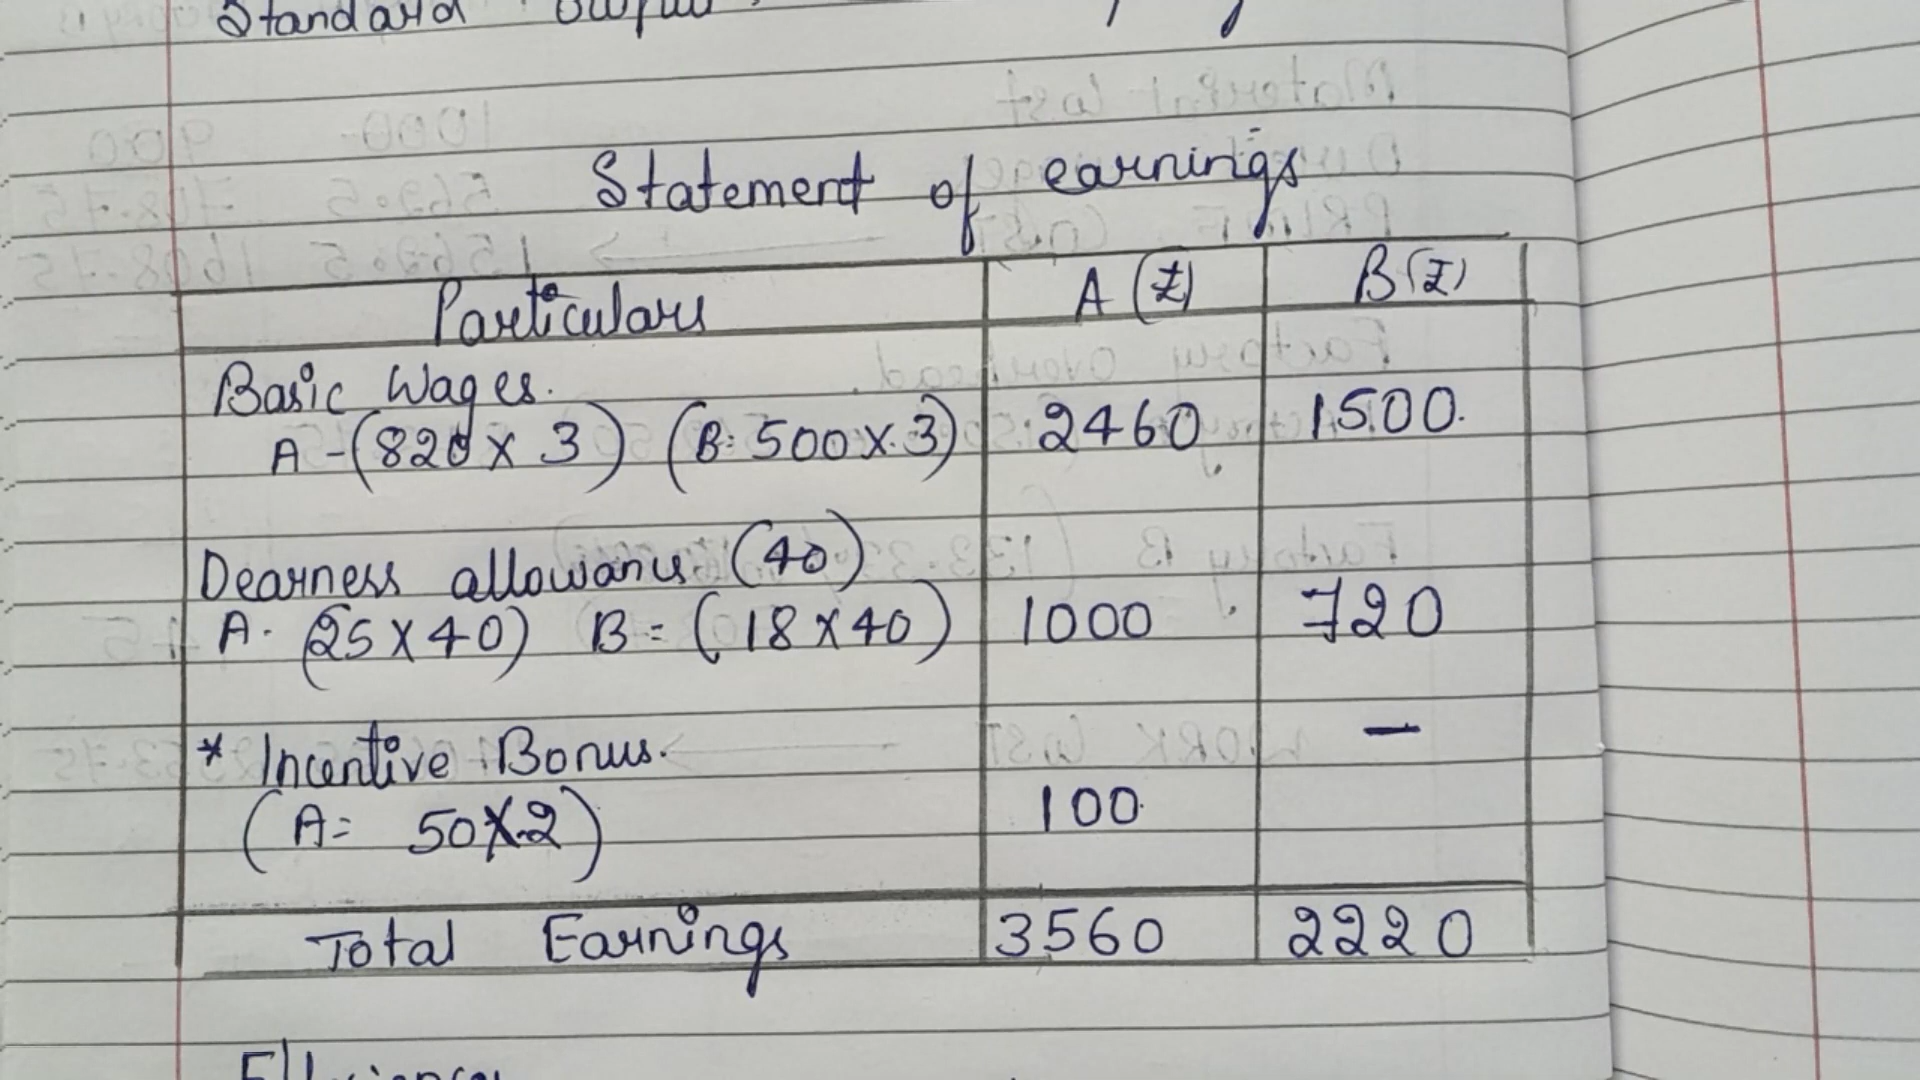 Standard
Statement of earnings
Particulars A (₹) B (₹)
Basic Wages.
A - (820 x 3) (B: 500 x 3) 2460 1500.
Dearness allowance (40)
A. (25 x 40) B = (18 x 40) 1000 720
* Incentive Bonus. —
(A = 50 x 2) 100
Total Earnings 3560 2220